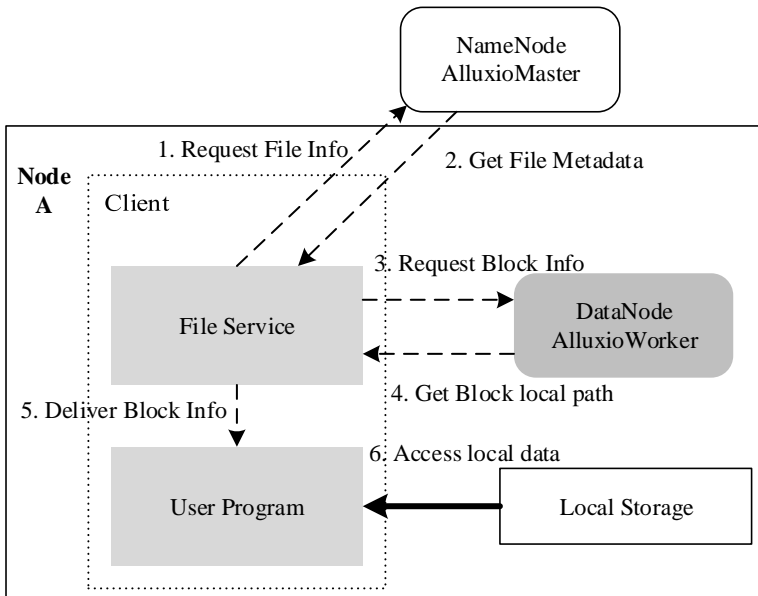 NameNode
AlluxioMaster
1. Request File Info
2. Get File Metadata
Node
A
Client
3. Request Block Info
File Service
DataNode
AlluxioWorker
4. Get Block local path
5. Deliver Block Info
6. Access local data
User Program
Local Storage